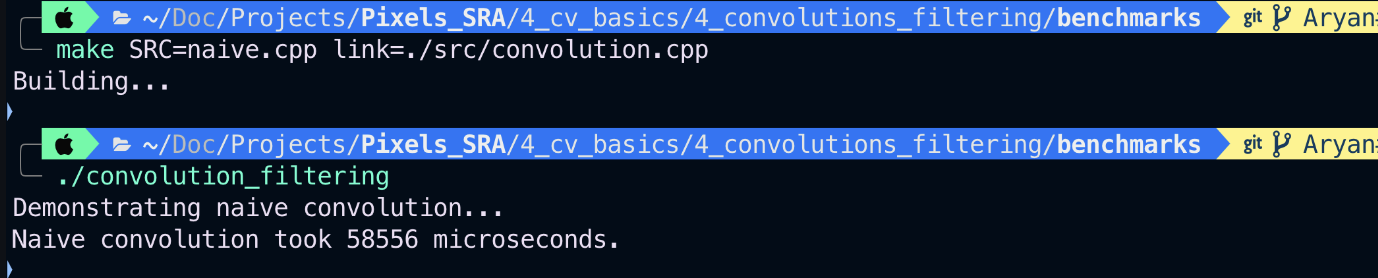 ~/Doc/Projects/Pixels_SRA/4_cv_basics/4_convolutions_filtering/benchmarks git Aryan
make SRC=naive.cpp link=./src/convolution.cpp
Building...
~/Doc/Projects/Pixels_SRA/4_cv_basics/4_convolutions_filtering/benchmarks git Aryan
./convolution_filtering
Demonstrating naive convolution...
Naive convolution took 58556 microseconds.